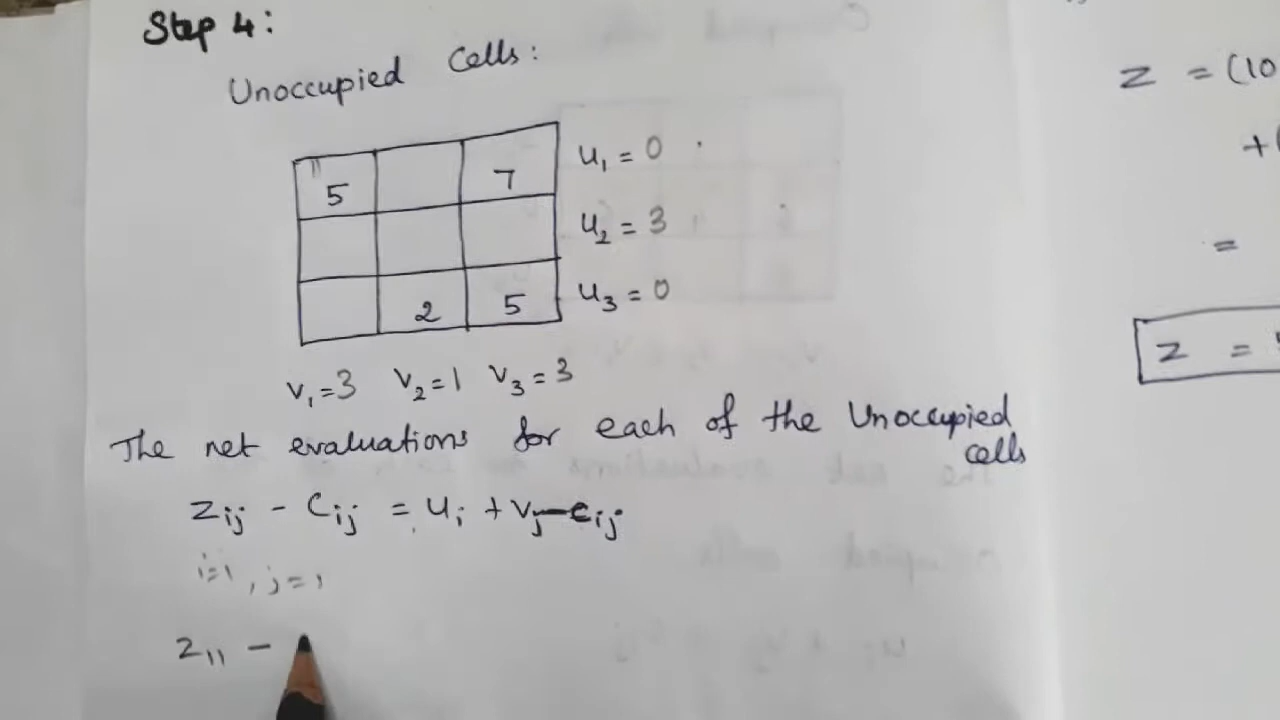 Step 4:
Unoccupied Cells:
11
5 7 u₁ = 0
u₂ = 3
2 5 u₃ = 0
v₁=3 v₂=1 v₃=3
The net evaluations for each of the Unoccupied
cells
zᵢⱼ - Cᵢⱼ = uᵢ + vⱼ - cᵢⱼ
i=1, j=1
z₁₁ -
z = (10
+
=
z =